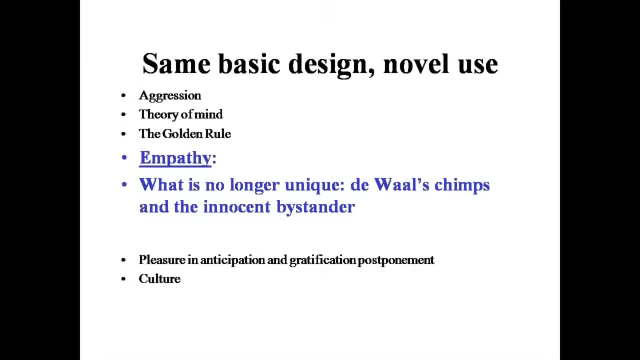 Same basic design, novel use
• Aggression
• Theory of mind
• The Golden Rule
• Empathy:
• What is no longer unique: de Waal's chimps
and the innocent bystander
• Pleasure in anticipation and gratification postponement
• Culture